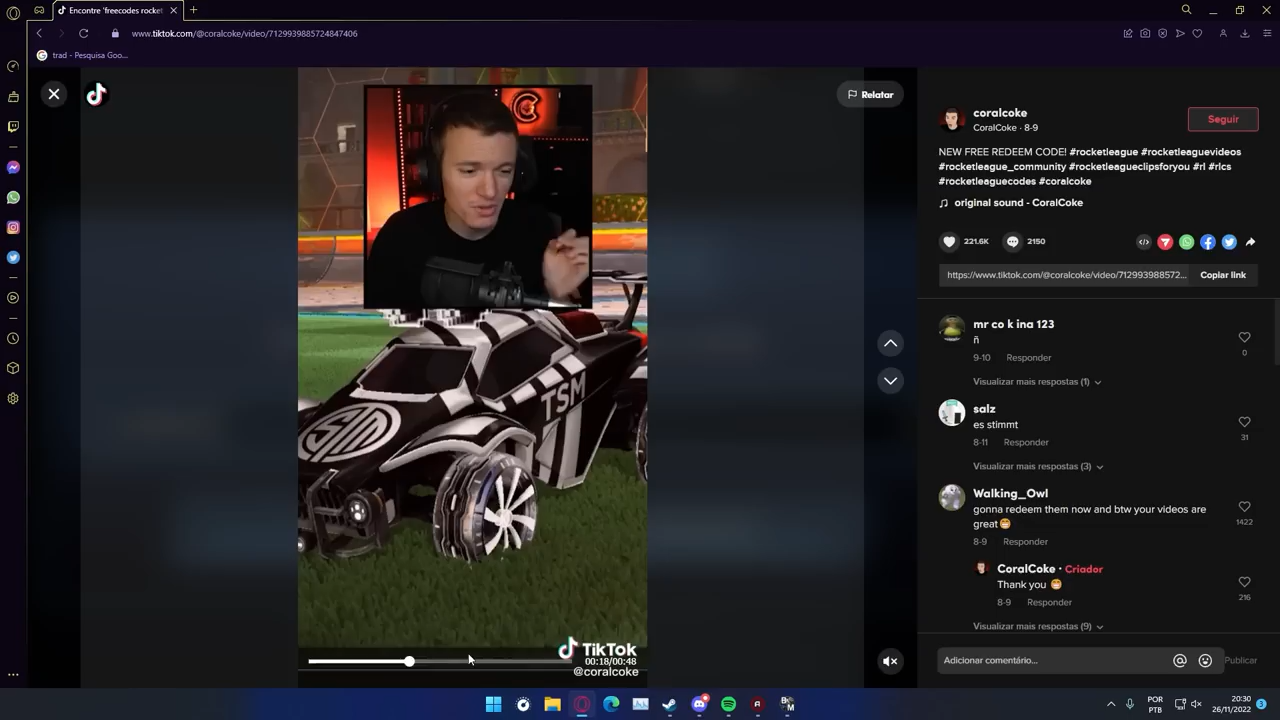 Encontre 'freecodes rocket
www.tiktok.com/@coralcoke/video/7129939885724847406
trad - Pesquisa Goo...
Relatar
TSM
TikTok
00:18/00:48
@coralcoke
coralcoke
CoralCoke · 8-9
Seguir
NEW FREE REDEEM CODE! #rocketleague #rocketleaguevideos
#rocketleague_community #rocketleagueclipsforyou #rl #rlcs
#rocketleaguecodes #coralcoke
original sound - CoralCoke
221.6K
2150
https://www.tiktok.com/@coralcoke/video/712993988572...
Copiar link
mr co k ina 123
ñ
0
9-10 Responder
Visualizar mais respostas (1)
salz
es stimmt
31
8-11 Responder
Visualizar mais respostas (3)
Walking_Owl
gonna redeem them now and btw your videos are
great😁
1422
8-9 Responder
CoralCoke · Criador
Thank you 😁
216
8-9 Responder
Visualizar mais respostas (9)
Adicionar comentário...
Publicar
POR
PTB
20:30
26/11/2022
3